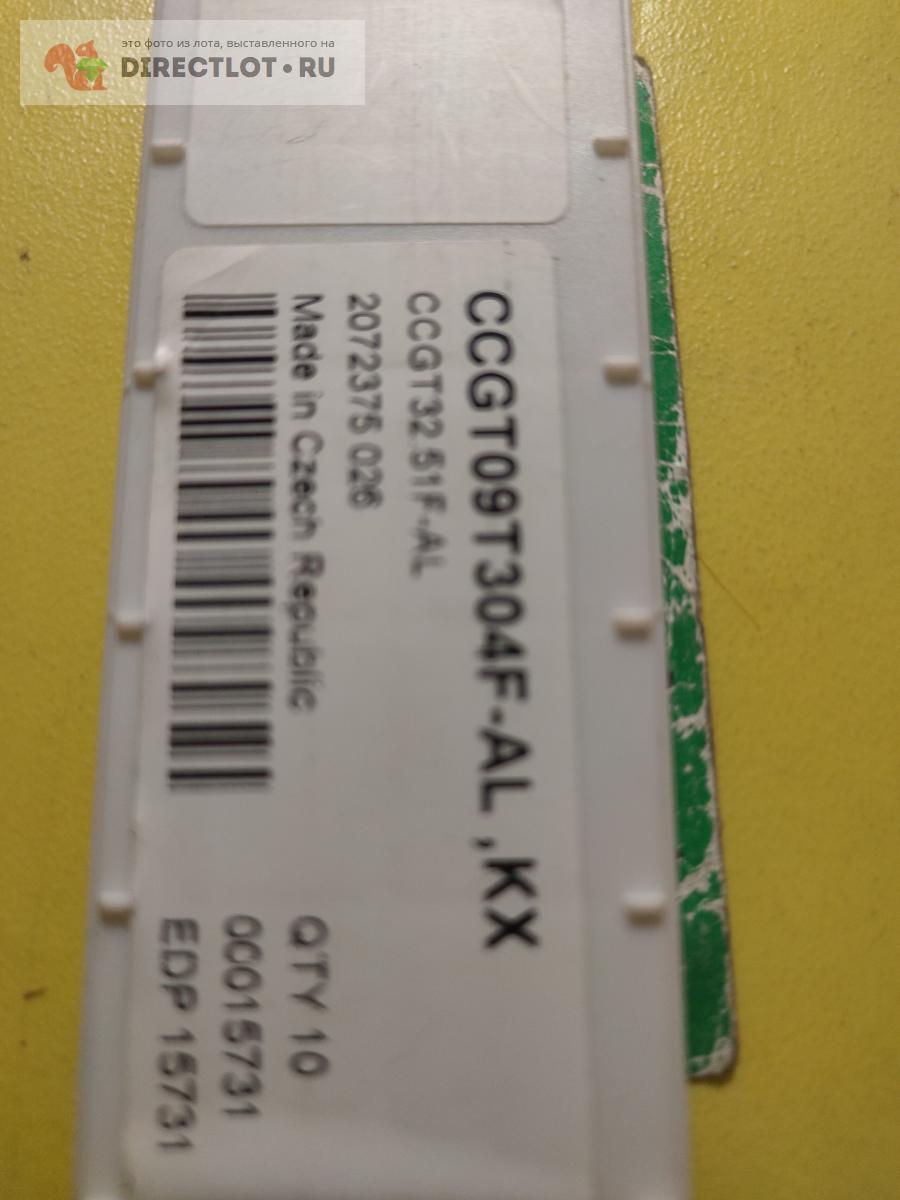 это фото из лота, выставленного на
DIRECTLOT•RU
CCGT09T304F-AL ,KX
CCGT32.51F-AL
2072375 026
Made in Czech Republic
QTY 10
00015731
EDP 15731